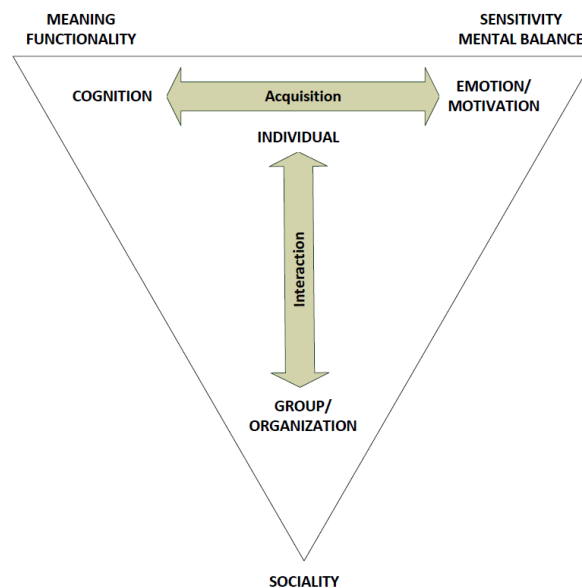 MEANING
FUNCTIONALITY
SENSITIVITY
MENTAL BALANCE
COGNITION
Acquisition
EMOTION/
MOTIVATION
INDIVIDUAL
Interaction
GROUP/
ORGANIZATION
SOCIALITY